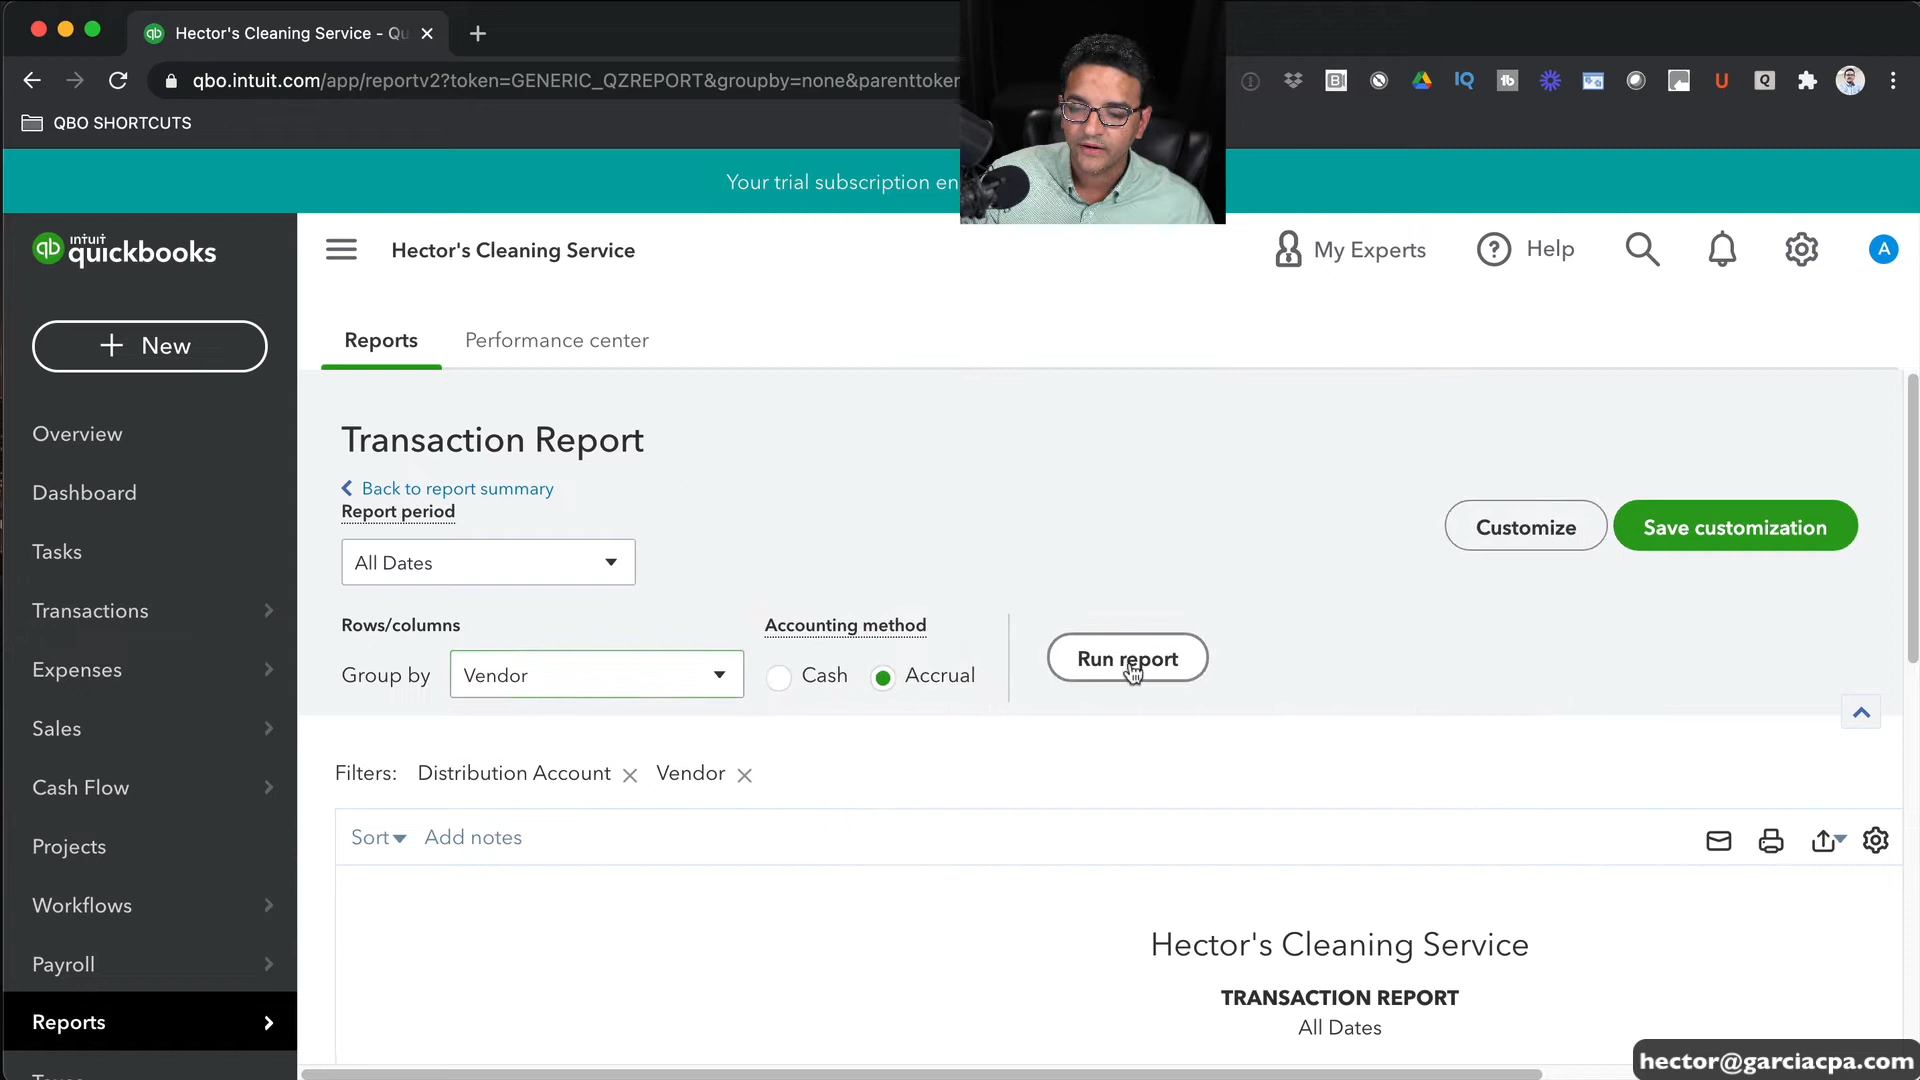 Hector's Cleaning Service - Qu
qbo.intuit.com/app/reportv2?token=GENERIC_QZREPORT&groupby=none&parenttoken
QBO SHORTCUTS
Your trial subscription en
intuit
quickbooks
Hector's Cleaning Service
My Experts
Help
A
New
Reports
Performance center
Overview
Dashboard
Tasks
Transactions
Expenses
Sales
Cash Flow
Projects
Workflows
Payroll
Reports
Transaction Report
Back to report summary
Report period
All Dates
Customize
Save customization
Rows/columns
Accounting method
Group by
Vendor
Cash
Accrual
Run report
Filters: Distribution Account Vendor
Sort Add notes
Hector's Cleaning Service
TRANSACTION REPORT
All Dates
hector@garciacpa.com